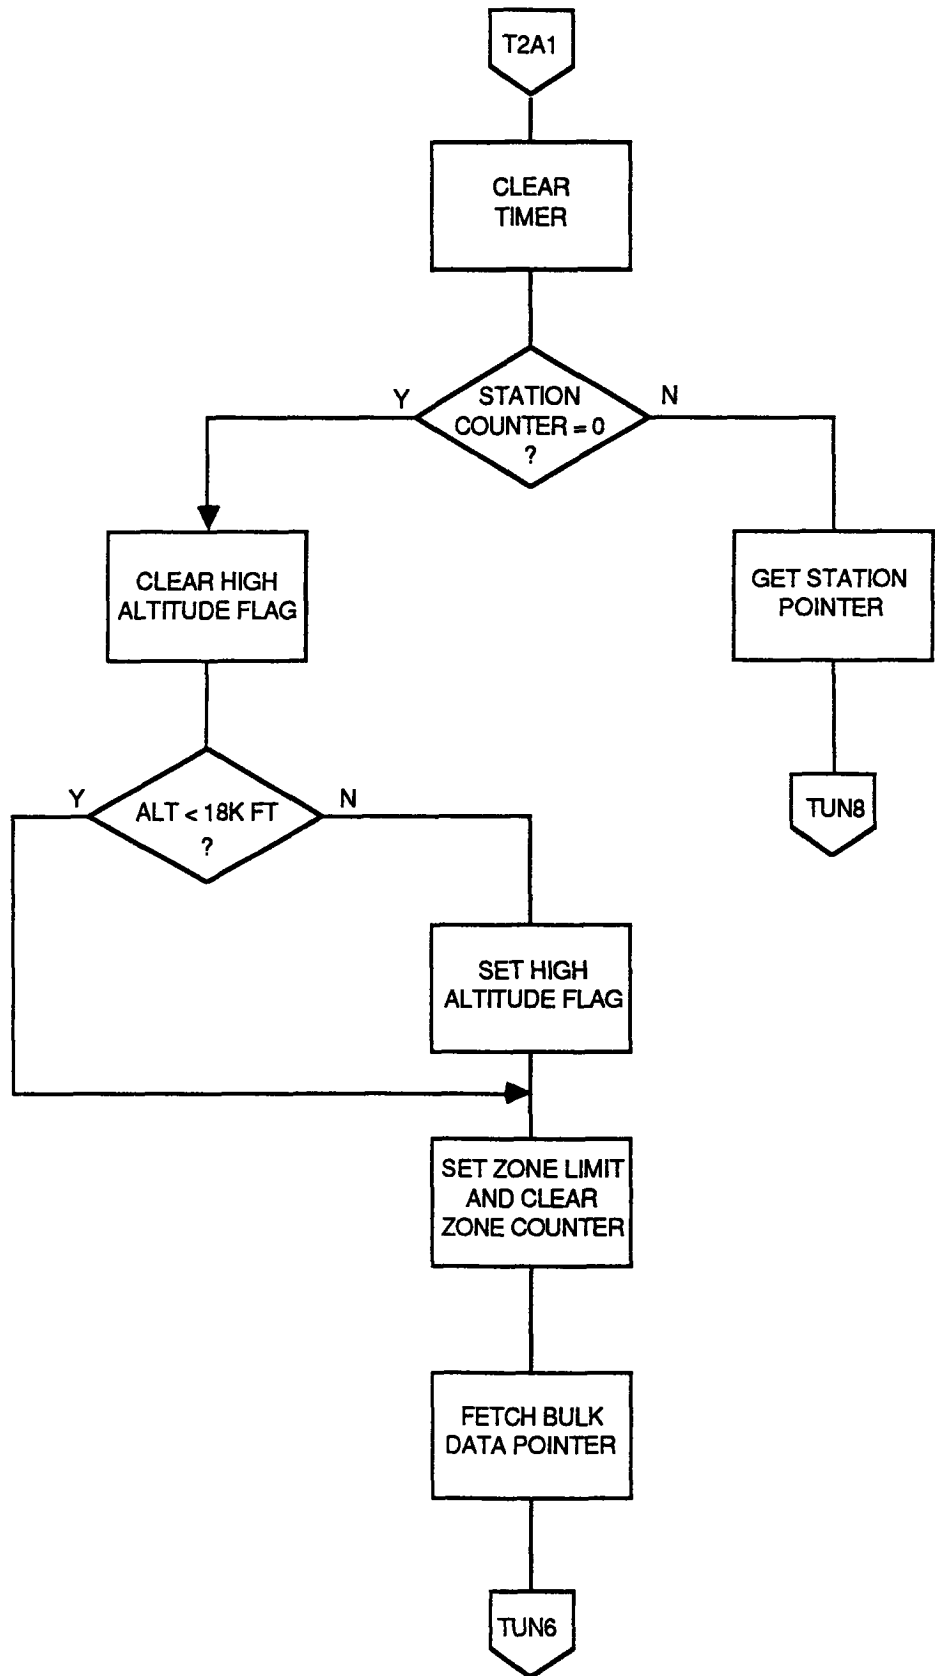 T2A1
CLEAR
TIMER
Y
STATION
COUNTER = 0
?
N
CLEAR HIGH
ALTITUDE FLAG
GET STATION
POINTER
Y
ALT < 18K FT
?
N
TUN8
SET HIGH
ALTITUDE FLAG
SET ZONE LIMIT
AND CLEAR
ZONE COUNTER
FETCH BULK
DATA POINTER
TUN6